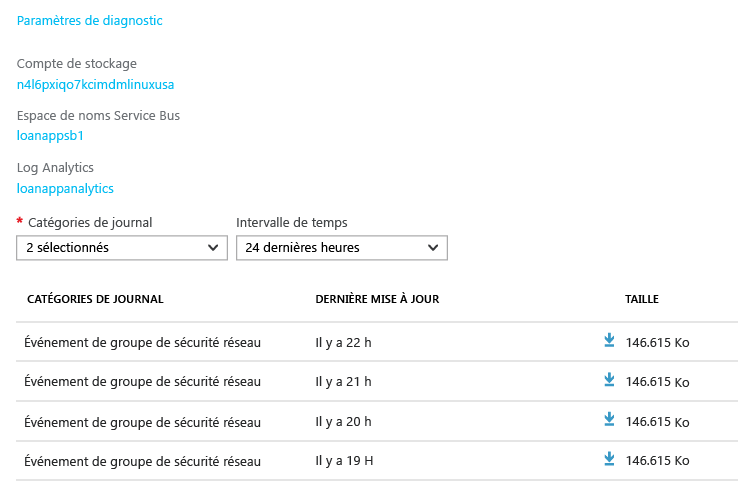 Paramètres de diagnostic
Compte de stockage
n4l6pxiqo7kcimdmlinuxusa
Espace de noms Service Bus
loanappsb1
Log Analytics
loanappanalytics
* Catégories de journal Intervalle de temps
2 sélectionnés 24 dernières heures
CATÉGORIES DE JOURNAL DERNIÈRE MISE À JOUR TAILLE
Événement de groupe de sécurité réseau Il y a 22 h 146.615 Ko
Événement de groupe de sécurité réseau Il y a 21 h 146.615 Ko
Événement de groupe de sécurité réseau Il y a 20 h 146.615 Ko
Événement de groupe de sécurité réseau Il y a 19 H 146.615 Ko